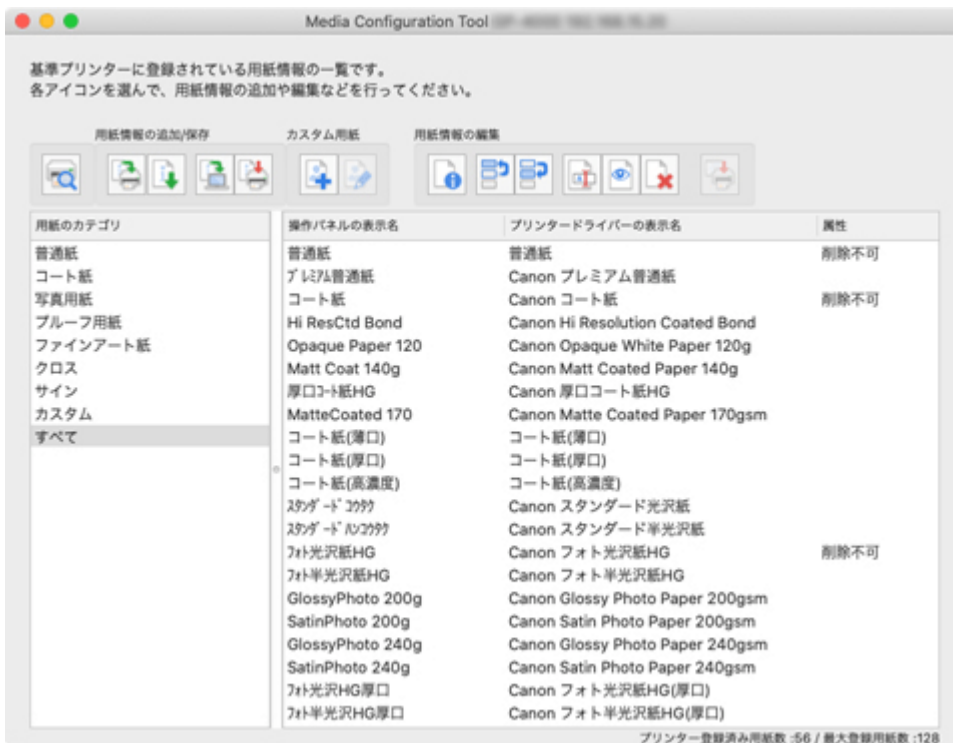 Media Configuration Tool
基準プリンターに登録されている用紙情報の一覧です。
各アイコンを選んで、用紙情報の追加や編集などを行ってください。
用紙情報の追加/保存 カスタム用紙 用紙情報の編集
用紙のカテゴリ 操作パネルの表示名 プリンタードライバーの表示名 属性
普通紙 普通紙 普通紙 削除不可
コート紙 プレミアム普通紙 Canon プレミアム普通紙
写真用紙 コート紙 Canon コート紙 削除不可
プルーフ用紙 Hi ResCtd Bond Canon Hi Resolution Coated Bond
ファインアート紙 Opaque Paper 120 Canon Opaque White Paper 120g
クロス Matt Coat 140g Canon Matt Coated Paper 140g
サイン 厚口コート紙HG Canon 厚口コート紙HG
カスタム MatteCoated 170 Canon Matte Coated Paper 170gsm
すべて コート紙(薄口) コート紙(薄口)
コート紙(厚口) コート紙(厚口)
コート紙(高濃度) コート紙(高濃度)
スタンダードコウタク Canon スタンダード光沢紙
スタンダードハンコウタク Canon スタンダード半光沢紙
フォト光沢紙HG Canon フォト光沢紙HG 削除不可
フォト半光沢紙HG Canon フォト半光沢紙HG
GlossyPhoto 200g Canon Glossy Photo Paper 200gsm
SatinPhoto 200g Canon Satin Photo Paper 200gsm
GlossyPhoto 240g Canon Glossy Photo Paper 240gsm
SatinPhoto 240g Canon Satin Photo Paper 240gsm
フォト光沢HG厚口 Canon フォト光沢紙HG(厚口)
フォト半光沢HG厚口 Canon フォト半光沢紙HG(厚口)
プリンター登録済み用紙数 :56 / 最大登録用紙数 :128